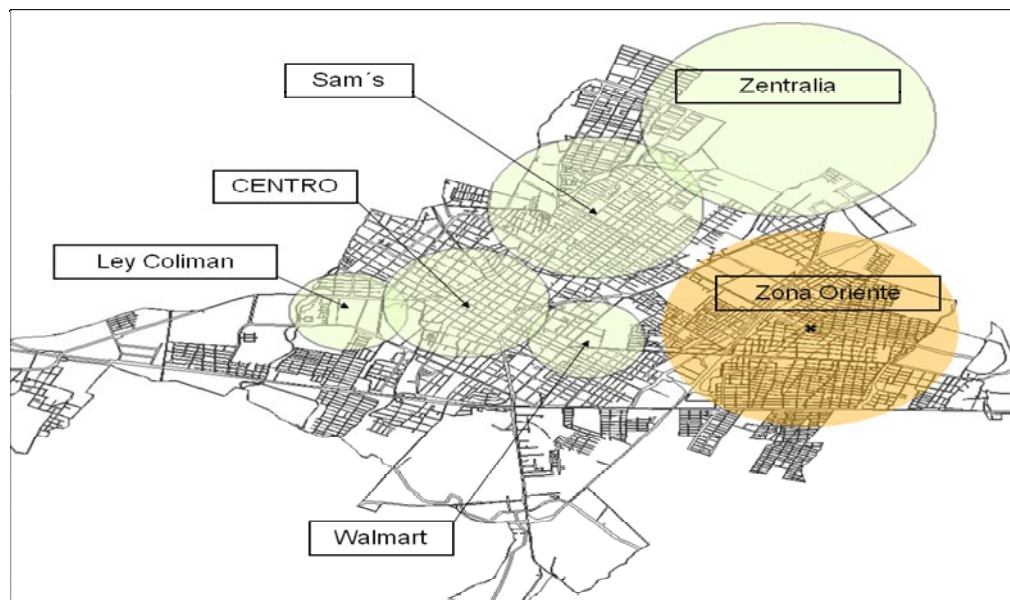 Sam´s
Zentralia
CENTRO
Ley Coliman
Zona Oriente
Walmart